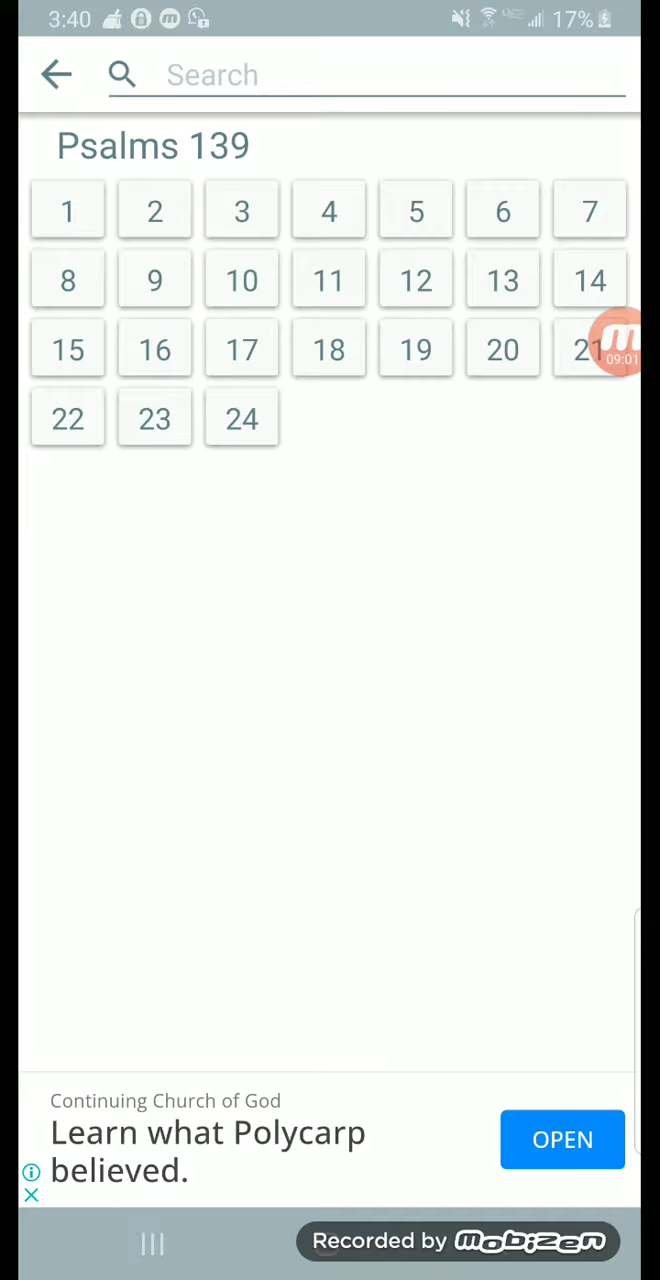 3:40 17%
Search
Psalms 139
1 2 3 4 5 6 7
8 9 10 11 12 13 14
15 16 17 18 19 20 21
09:01
22 23 24
Continuing Church of God
Learn what Polycarp
believed.
OPEN
Recorded by mobizen